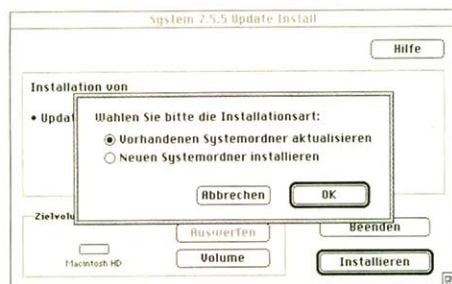 System 7.5.5 Update Install
Hilfe
Installation von
• Updat
Wählen Sie bitte die Installationsart:
Vorhandenen Systemordner aktualisieren
Neuen Systemordner installieren
Abbrechen
OK
Zielvolu
Auswerfen
Beenden
Macintosh HD
Volume
Installieren